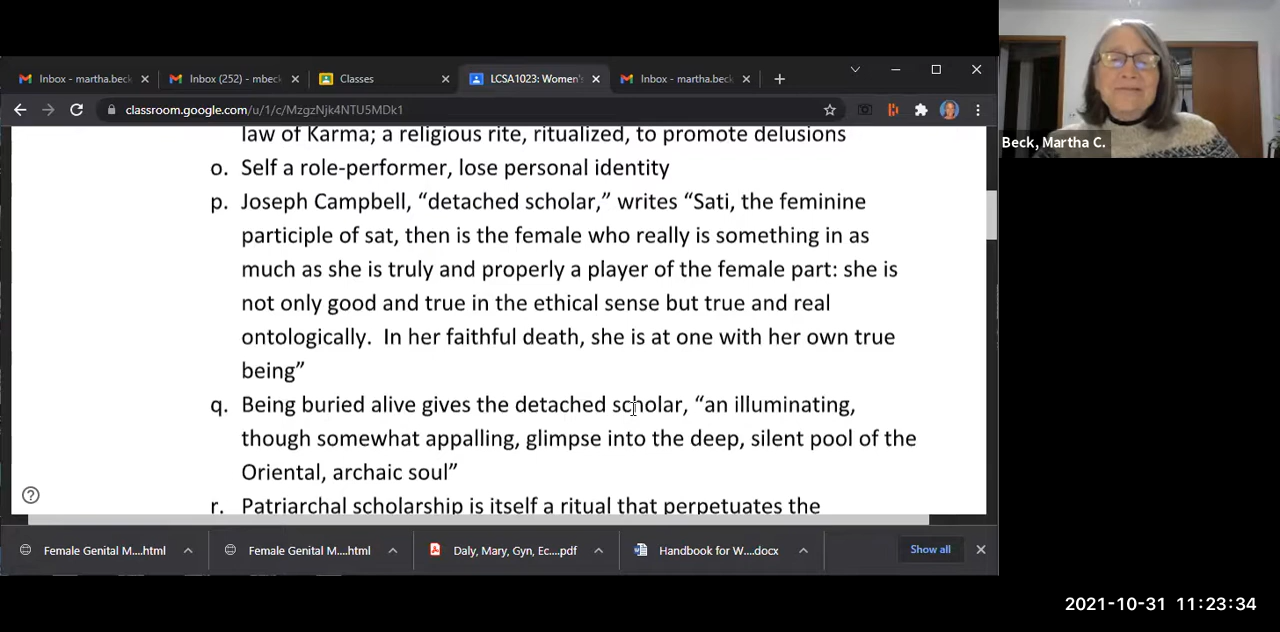 Inbox - martha.beck
Inbox (252) - mbec
Classes
LCSA1023: Women's
Inbox - martha.beck
classroom.google.com/u/1/c/MzgzNjk4NTU5MDk1
Beck, Martha C.
law of Karma; a religious rite, ritualized, to promote delusions
o. Self a role-performer, lose personal identity
p. Joseph Campbell, “detached scholar,” writes “Sati, the feminine
participle of sat, then is the female who really is something in as
much as she is truly and properly a player of the female part: she is
not only good and true in the ethical sense but true and real
ontologically.  In her faithful death, she is at one with her own true
being”
q. Being buried alive gives the detached scholar, “an illuminating,
though somewhat appalling, glimpse into the deep, silent pool of the
Oriental, archaic soul”
r. Patriarchal scholarship is itself a ritual that perpetuates the
Female Genital M....html
Female Genital M....html
Daly, Mary, Gyn, Ec....pdf
Handbook for W....docx
Show all
2021-10-31 11:23:34